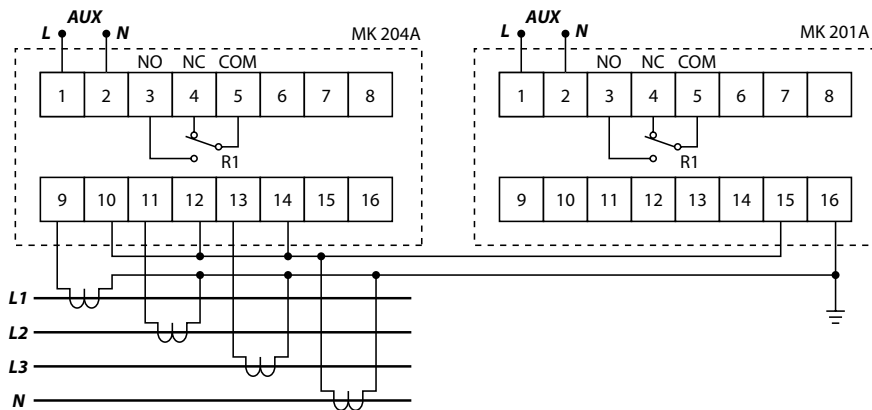 AUX AUX
L N MK 204A L N MK 201A
NO NC COM NO NC COM
1 2 3 4 5 6 7 8 1 2 3 4 5 6 7 8
R1 R1
9 10 11 12 13 14 15 16 9 10 11 12 13 14 15 16
L1
L2
L3
N